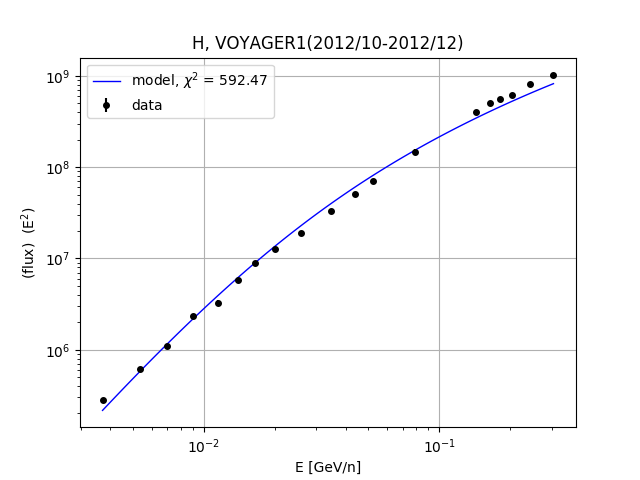 H, VOYAGER1(2012/10-2012/12)
model, χ² = 592.47
data
10⁹
10⁸
10⁷
10⁶
(flux) (E²)
10⁻²
10⁻¹
E [GeV/n]